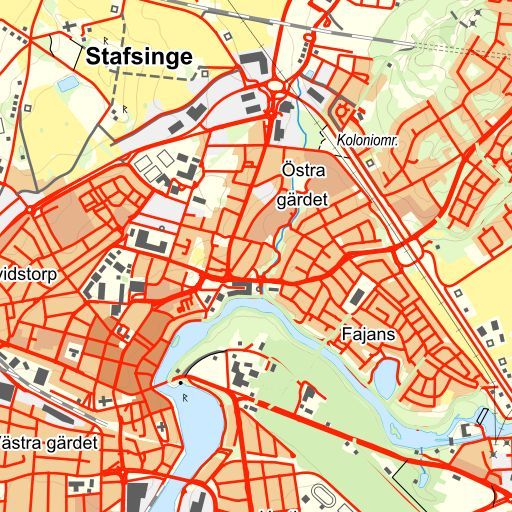 Stafsinge
Koloniomr.
Östra
gärdet
vidstorp
Fajans
Västra gärdet